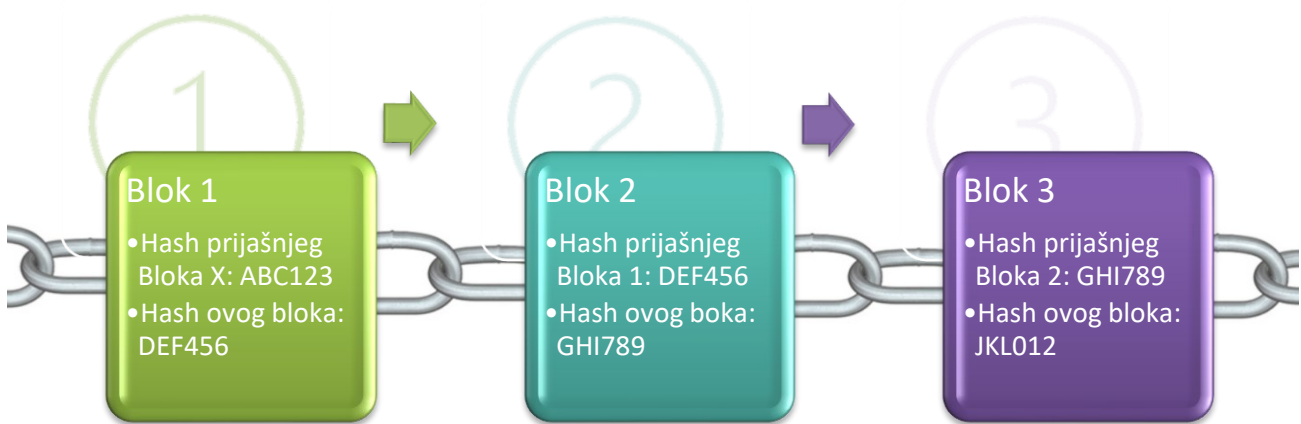 1
2
3
Blok 1
•Hash prijašnjeg
Bloka X: ABC123
•Hash ovog bloka:
DEF456
Blok 2
•Hash prijašnjeg
Bloka 1: DEF456
•Hash ovog boka:
GHI789
Blok 3
•Hash prijašnjeg
Bloka 2: GHI789
•Hash ovog bloka:
JKL012